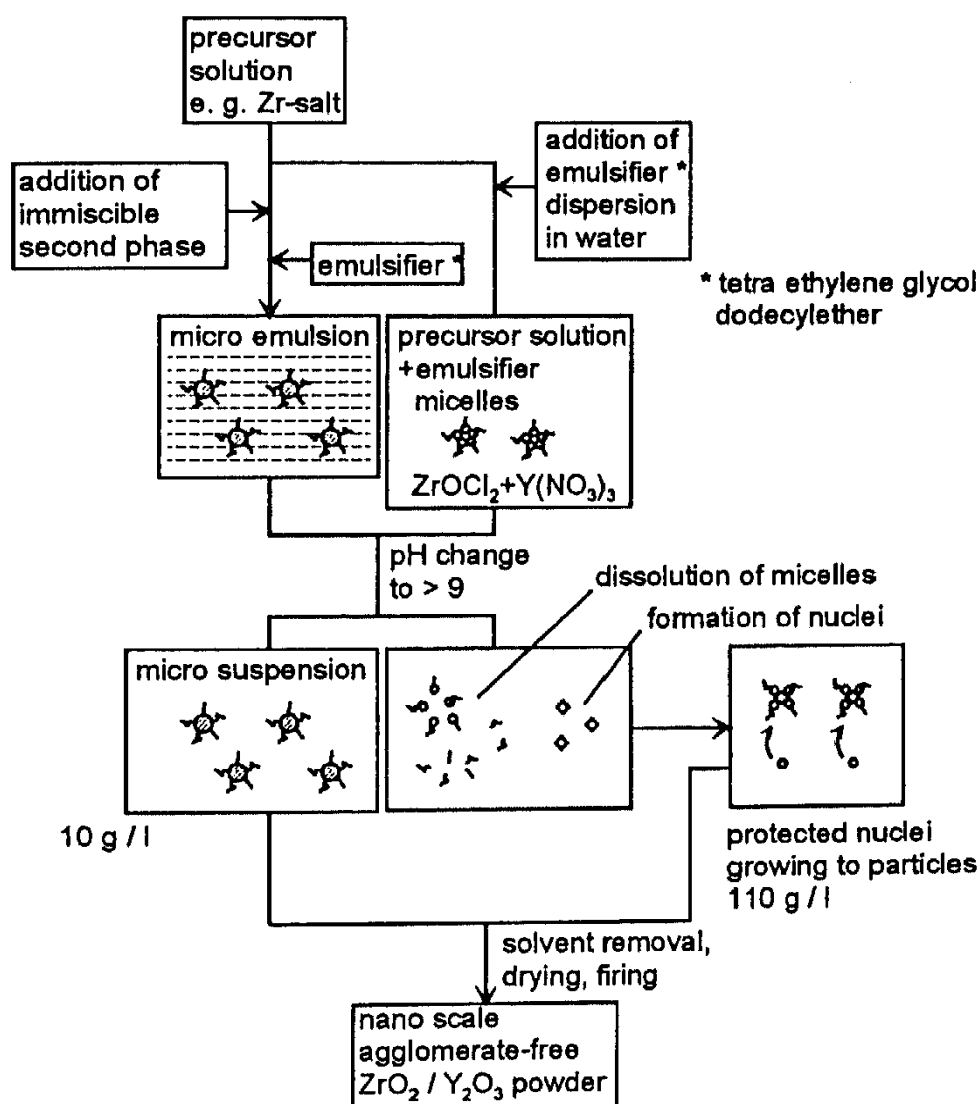 precursor
solution
e. g. Zr-salt
addition of
immiscible
second phase
addition of
emulsifier *
dispersion
in water
emulsifier *
* tetra ethylene glycol
dodecylether
micro emulsion
precursor solution
+emulsifier
micelles
ZrOCl₂+Y(NO₃)₃
pH change
to > 9
dissolution of micelles
formation of nuclei
micro suspension
10 g / l
protected nuclei
growing to particles
110 g / l
solvent removal,
drying, firing
nano scale
agglomerate-free
ZrO₂ / Y₂O₃ powder